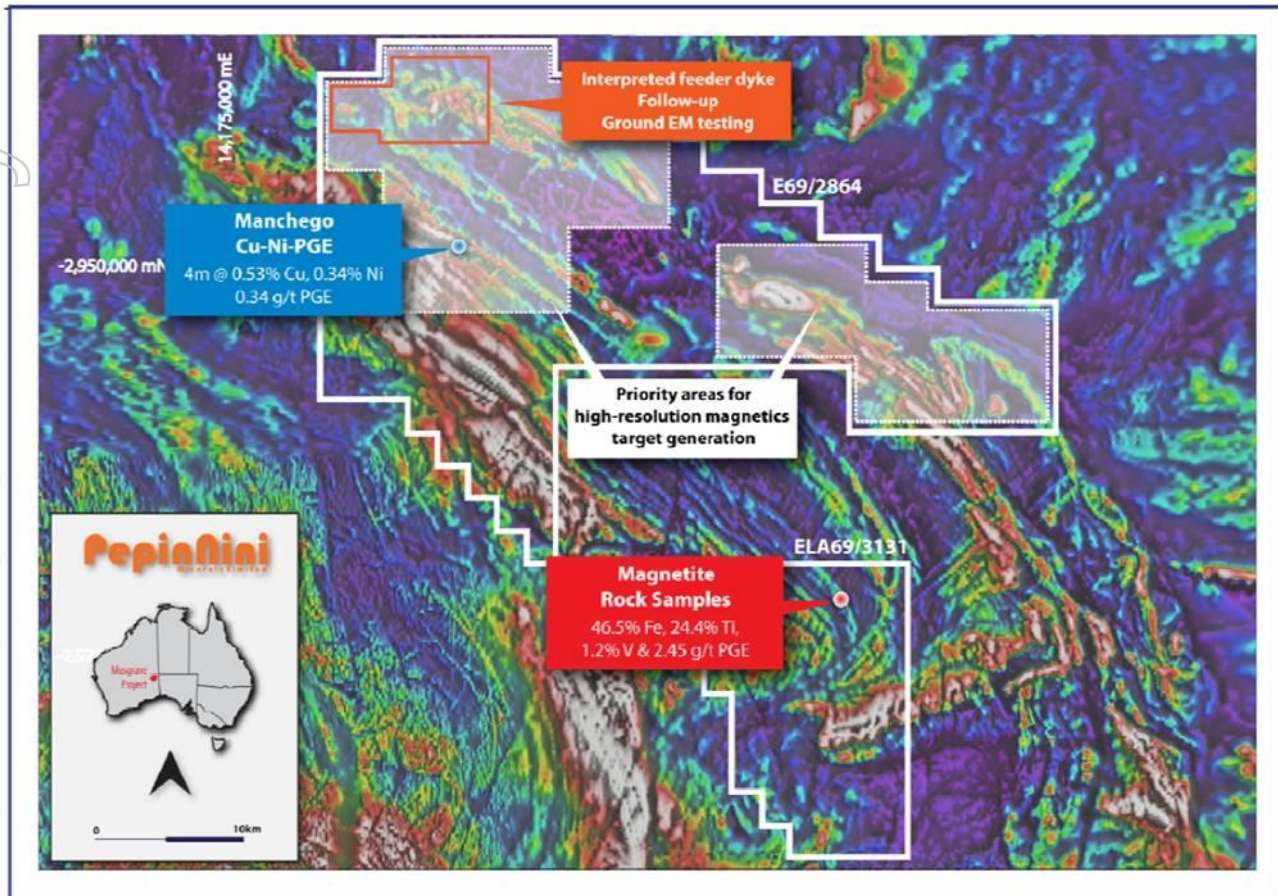 14,175,000 mE
Interpreted feeder dyke
Follow-up
Ground EM testing
E69/2864
Manchego
Cu-Ni-PGE
4m @ 0.53% Cu, 0.34% Ni
0.34 g/t PGE
-2,950,000 mN
Priority areas for
high-resolution magnetics
target generation
ELA69/3131
Magnetite
Rock Samples
46.5% Fe, 24.4% Ti,
1.2% V & 2.45 g/t PGE
PepinNini
Musgrave
Project
0 10km